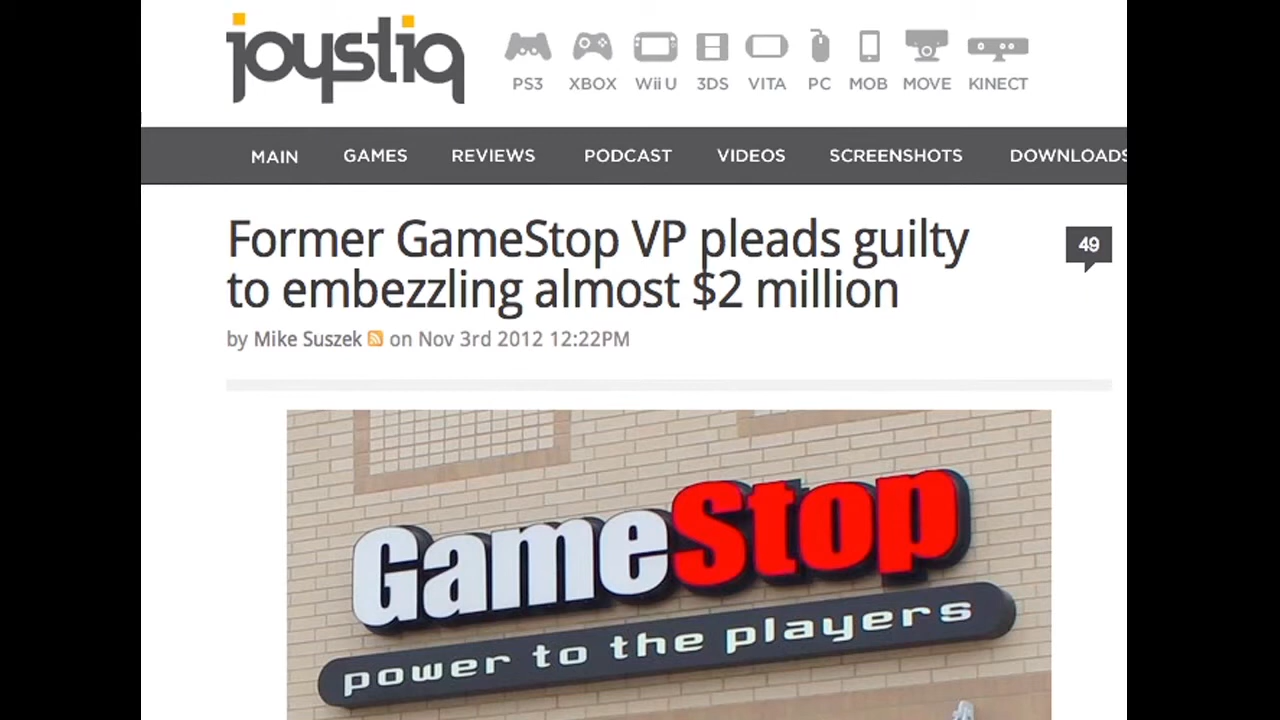 joystiq
PS3 XBOX Wii U 3DS VITA PC MOB MOVE KINECT
MAIN GAMES REVIEWS PODCAST VIDEOS SCREENSHOTS DOWNLOADS
Former GameStop VP pleads guilty
to embezzling almost $2 million
49
by Mike Suszek on Nov 3rd 2012 12:22PM
GameStop
power to the players